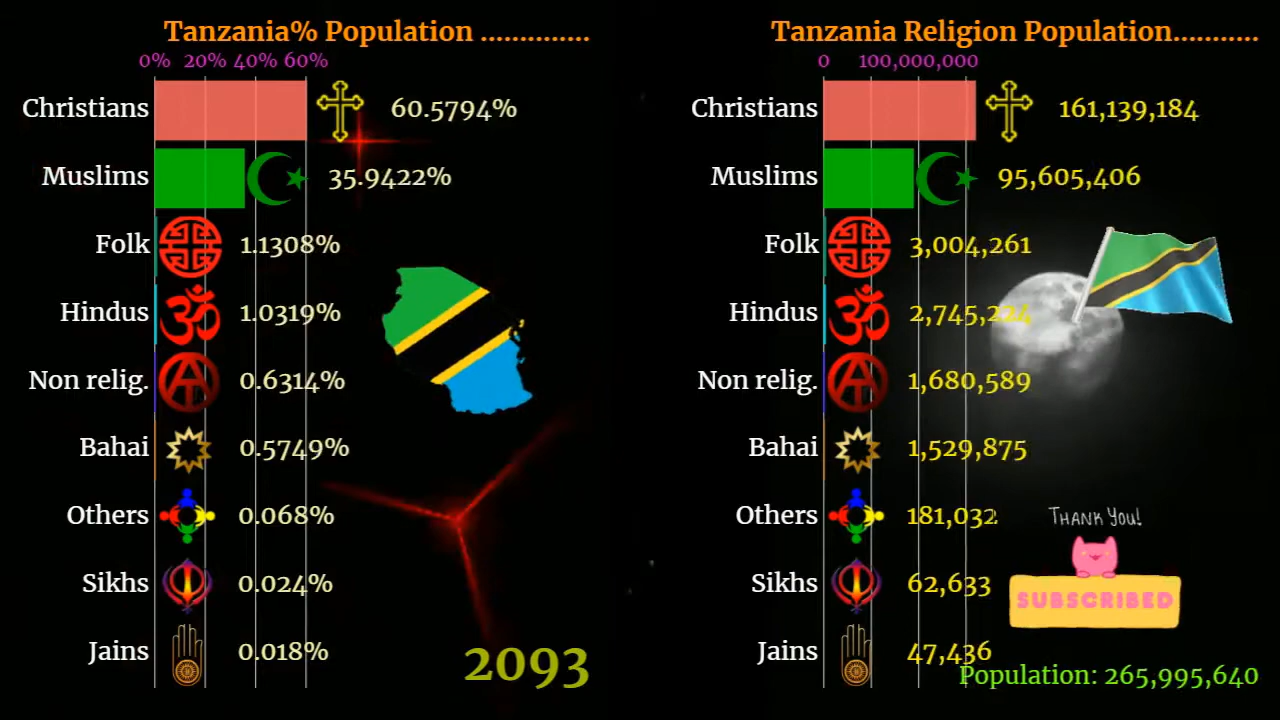 Tanzania% Population ..............
0% 20% 40% 60%
Christians 60.5794%
Muslims 35.9422%
Folk 1.1308%
Hindus 1.0319%
Non relig. 0.6314%
Bahai 0.5749%
Others 0.068%
Sikhs 0.024%
Jains 0.018%
2093
Tanzania Religion Population...........
0 100,000,000
Christians 161,139,184
Muslims 95,605,406
Folk 3,004,261
Hindus 2,745,224
Non relig. 1,680,589
Bahai 1,529,875
Others 181,032
Sikhs 62,633
Jains 47,436
THANK YOU!
SUBSCRIBED
Population: 265,995,640